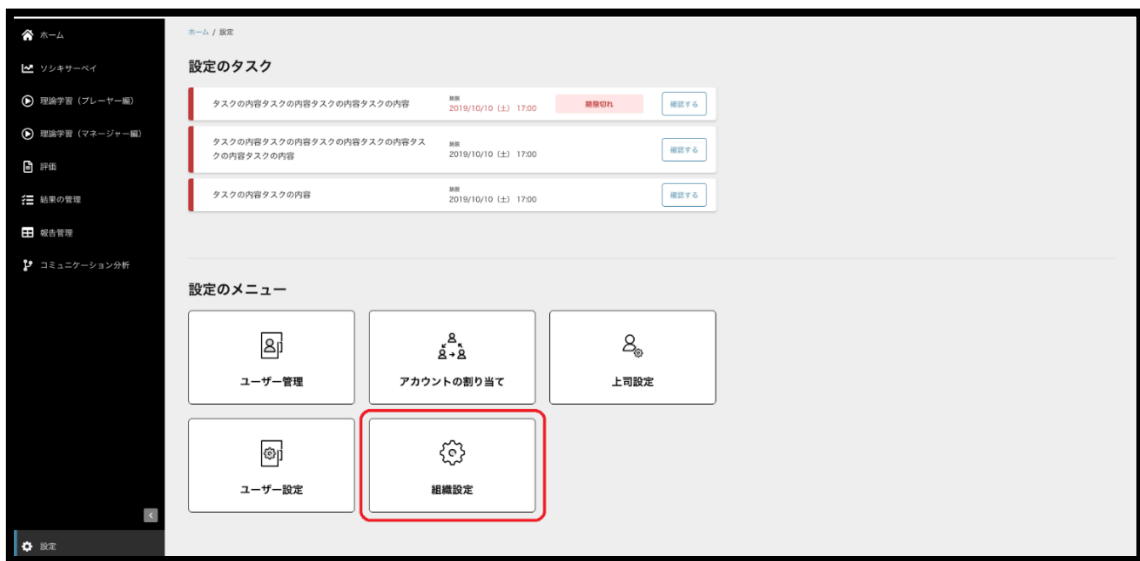 ホーム
ソシキサーベイ
理論学習（プレーヤー編）
理論学習（マネージャー編）
評価
結果の管理
報告管理
コミュニケーション分析
設定
ホーム / 設定
設定のタスク
タスクの内容タスクの内容タスクの内容タスクの内容
期限
2019/10/10（土）17:00
期限切れ
確認する
タスクの内容タスクの内容タスクの内容タスクの内容タス
クの内容タスクの内容
期限
2019/10/10（土）17:00
確認する
タスクの内容タスクの内容
期限
2019/10/10（土）17:00
確認する
設定のメニュー
ユーザー管理
アカウントの割り当て
上司設定
ユーザー設定
組織設定